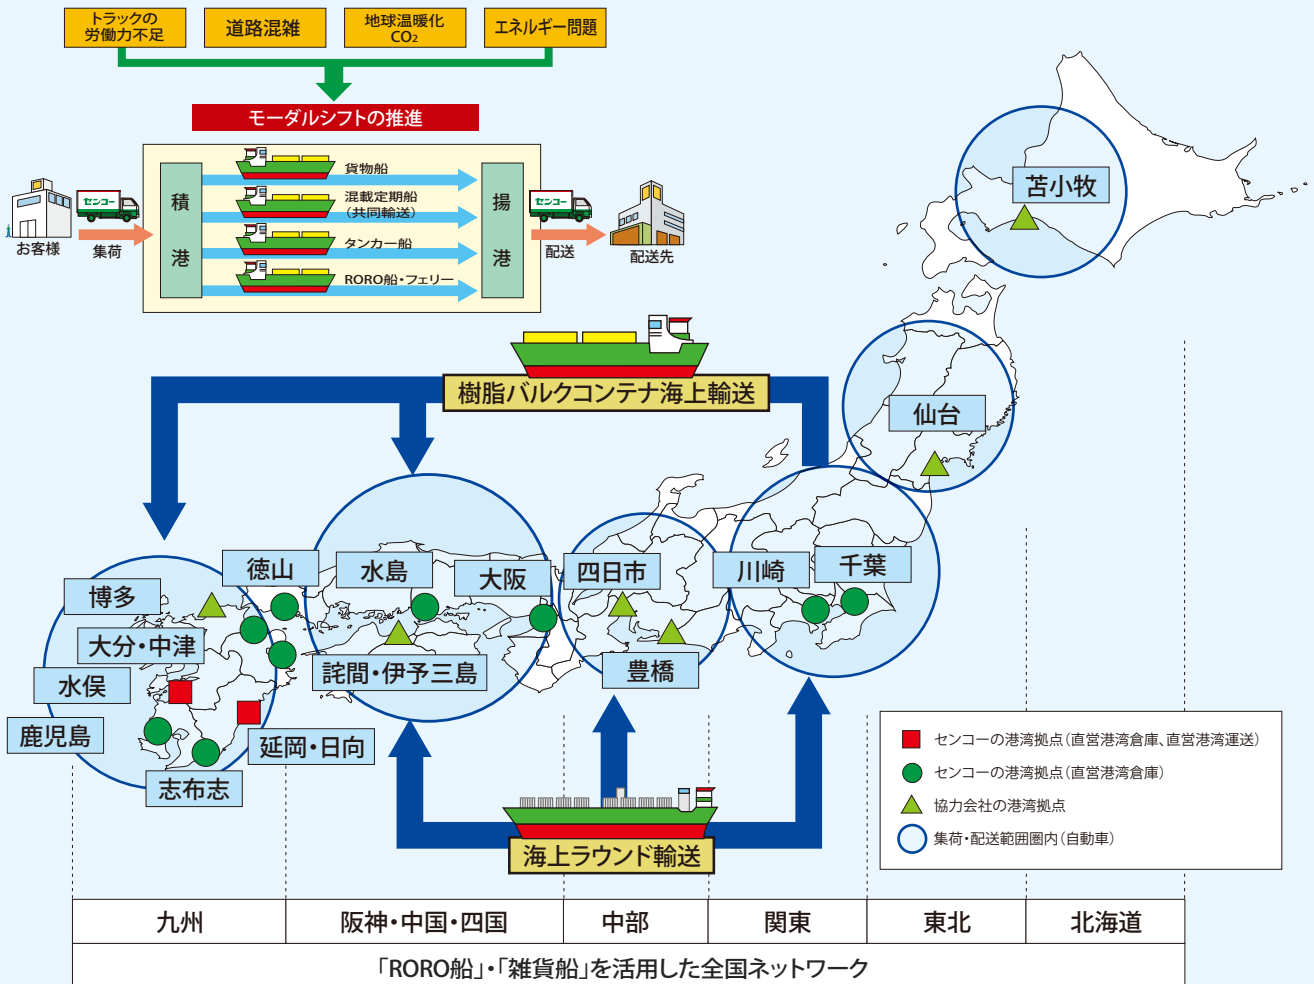 トラックの
労働力不足
道路混雑
地球温暖化
CO₂
エネルギー問題
モーダルシフトの推進
お客様
センコー
集荷
積港
貨物船
混載定期船
(共同輸送)
タンカー船
RORO船・フェリー
揚港
センコー
配送
配送先
苫小牧
仙台
樹脂バルクコンテナ海上輸送
徳山
水島
大阪
四日市
川崎
千葉
博多
大分・中津
水俣
鹿児島
志布志
延岡・日向
詫間・伊予三島
豊橋
海上ラウンド輸送
センコーの港湾拠点(直営港湾倉庫、直営港湾運送)
センコーの港湾拠点(直営港湾倉庫)
協力会社の港湾拠点
集荷・配送範囲圏内(自動車)
九州
阪神・中国・四国
中部
関東
東北
北海道
「RORO船」・「雑貨船」を活用した全国ネットワーク